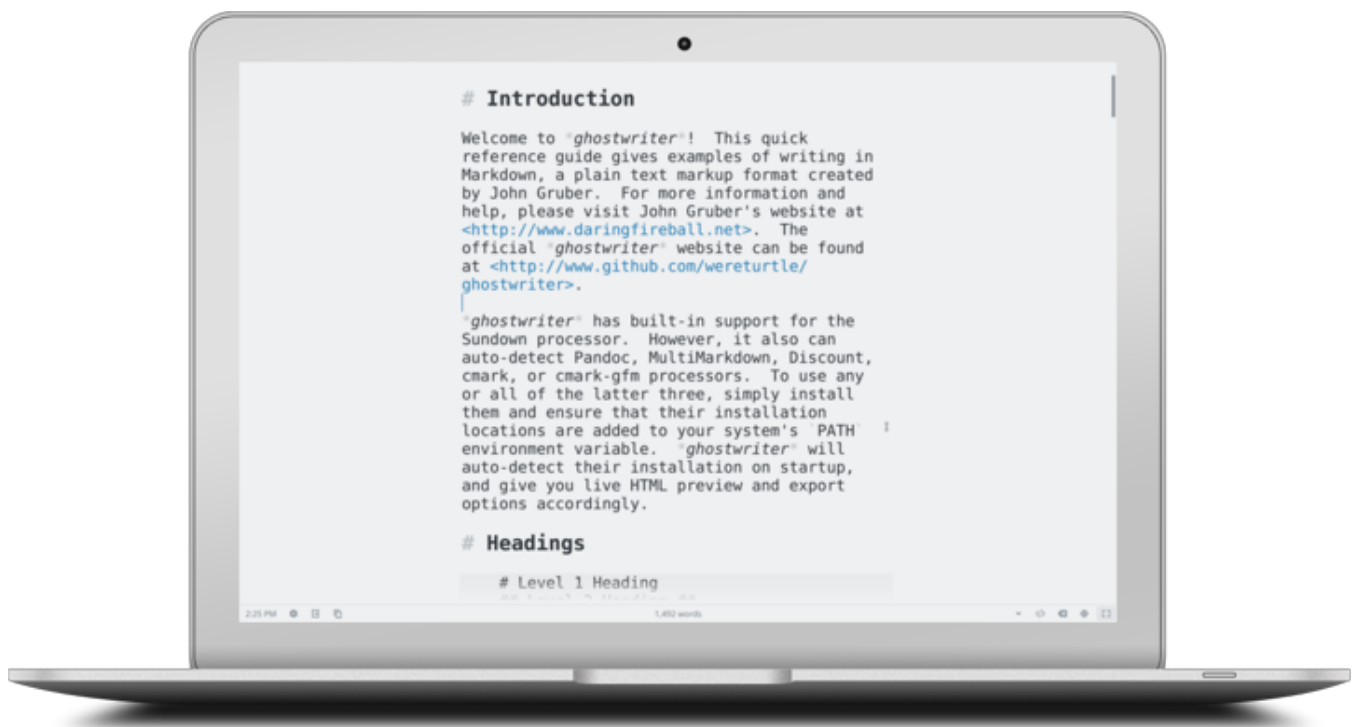 # Introduction
Welcome to *ghostwriter*!  This quick
reference guide gives examples of writing in
Markdown, a plain text markup format created
by John Gruber.  For more information and
help, please visit John Gruber's website at
<http://www.daringfireball.net>.  The
official *ghostwriter* website can be found
at <http://www.github.com/wereturtle/
ghostwriter>.
*ghostwriter* has built-in support for the
Sundown processor.  However, it also can
auto-detect Pandoc, MultiMarkdown, Discount,
cmark, or cmark-gfm processors.  To use any
or all of the latter three, simply install
them and ensure that their installation
locations are added to your system's `PATH`
environment variable.  *ghostwriter* will
auto-detect their installation on startup,
and give you live HTML preview and export
options accordingly.
# Headings
# Level 1 Heading
## Level 2 Heading ##
2:25 PM
1,492 words